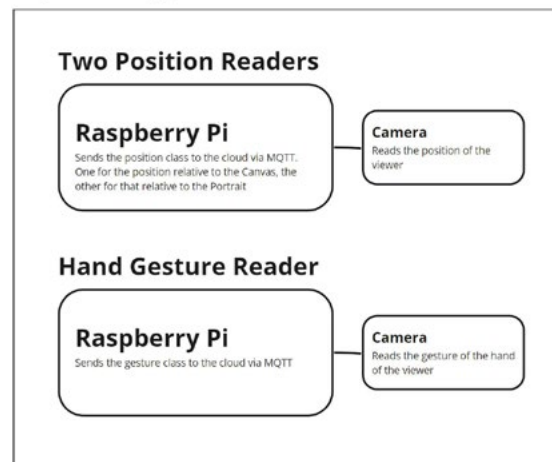 Two Position Readers
Raspberry Pi
Sends the position class to the cloud via MQTT.
One for the position relative to the Canvas, the
other for that relative to the Portrait
Camera
Reads the position of the
viewer
Hand Gesture Reader
Raspberry Pi
Sends the gesture class to the cloud via MQTT
Camera
Reads the gesture of the hand
of the viewer